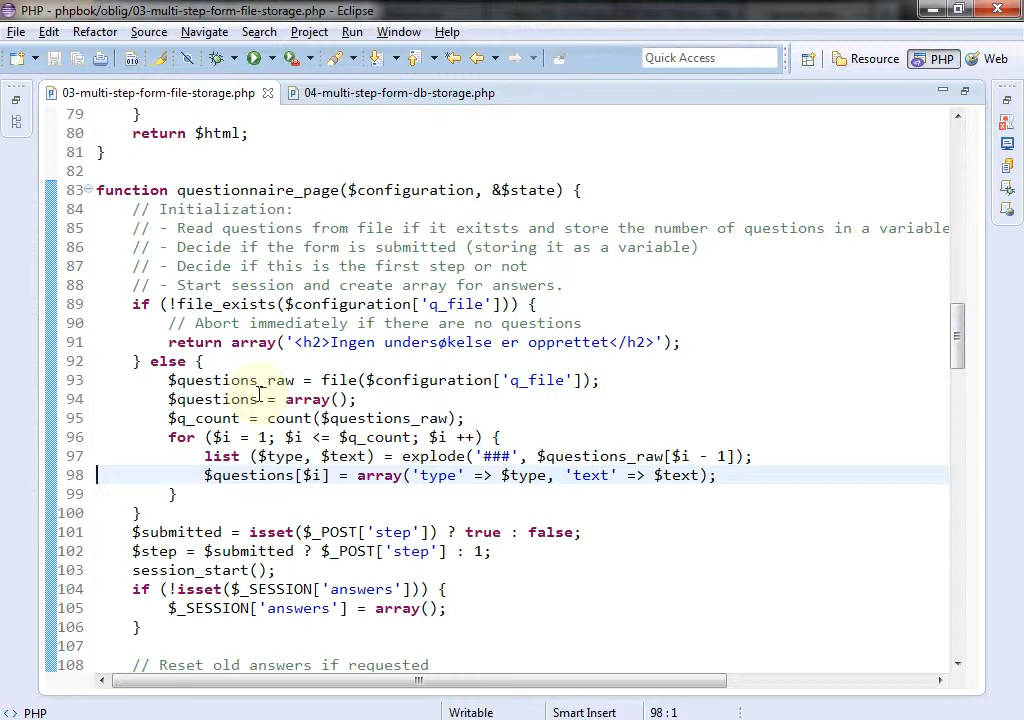 PHP - phpbok/oblig/03-multi-step-form-file-storage.php - Eclipse
File Edit Refactor Source Navigate Search Project Run Window Help
Quick Access Resource PHP Web
03-multi-step-form-file-storage.php 04-multi-step-form-db-storage.php
79 }
80 return $html;
81 }
82
83 function questionnaire_page($configuration, &$state) {
84 // Initialization:
85 // - Read questions from file if it exitsts and store the number of questions in a variable
86 // - Decide if the form is submitted (storing it as a variable)
87 // - Decide if this is the first step or not
88 // - Start session and create array for answers.
89 if (!file_exists($configuration['q_file'])) {
90 // Abort immediately if there are no questions
91 return array('<h2>Ingen undersøkelse er opprettet</h2>');
92 } else {
93 $questions_raw = file($configuration['q_file']);
94 $questions = array();
95 $q_count = count($questions_raw);
96 for ($i = 1; $i <= $q_count; $i ++) {
97 list ($type, $text) = explode('###', $questions_raw[$i - 1]);
98 $questions[$i] = array('type' => $type, 'text' => $text);
99 }
100 }
101 $submitted = isset($_POST['step']) ? true : false;
102 $step = $submitted ? $_POST['step'] : 1;
103 session_start();
104 if (!isset($_SESSION['answers'])) {
105 $_SESSION['answers'] = array();
106 }
107
108 // Reset old answers if requested
PHP Writable Smart Insert 98 : 1